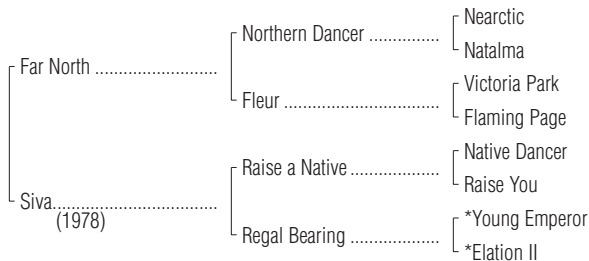 Far North ..........................
Northern Dancer ...............
Nearctic
Natalma
Fleur .................................
Victoria Park
Flaming Page
Siva...................................
(1978)
Raise a Native ...................
Native Dancer
Raise You
Regal Bearing ...................
*Young Emperor
*Elation II